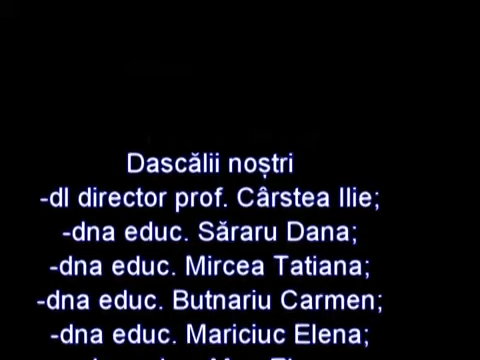 Dascălii noștri
-dl director prof. Cârstea Ilie;
-dna educ. Săraru Dana;
-dna educ. Mircea Tatiana;
-dna educ. Butnariu Carmen;
-dna educ. Mariciuc Elena;